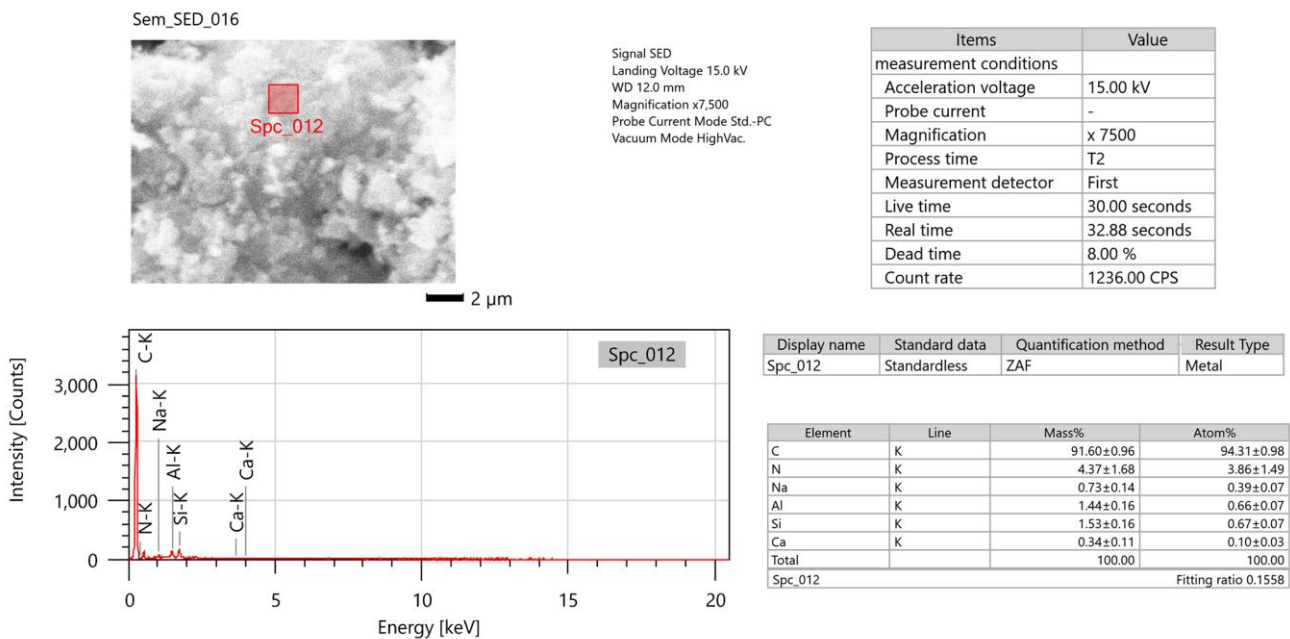 Sem_SED_016
Spc_012
2 μm
Signal SED
Landing Voltage 15.0 kV
WD 12.0 mm
Magnification x7,500
Probe Current Mode Std.-PC
Vacuum Mode HighVac.
Items Value
measurement conditions
Acceleration voltage 15.00 kV
Probe current -
Magnification x 7500
Process time T2
Measurement detector First
Live time 30.00 seconds
Real time 32.88 seconds
Dead time 8.00 %
Count rate 1236.00 CPS
Intensity [Counts]
3,000
2,000
1,000
0
C-K
N-K
Na-K
Al-K
Si-K
Ca-K
Ca-K
Spc_012
0 5 10 15 20
Energy [keV]
Display name Standard data Quantification method Result Type
Spc_012 Standardless ZAF Metal
Element Line Mass% Atom%
C K 91.60±0.96 94.31±0.98
N K 4.37±1.68 3.86±1.49
Na K 0.73±0.14 0.39±0.07
Al K 1.44±0.16 0.66±0.07
Si K 1.53±0.16 0.67±0.07
Ca K 0.34±0.11 0.10±0.03
Total 100.00 100.00
Spc_012 Fitting ratio 0.1558